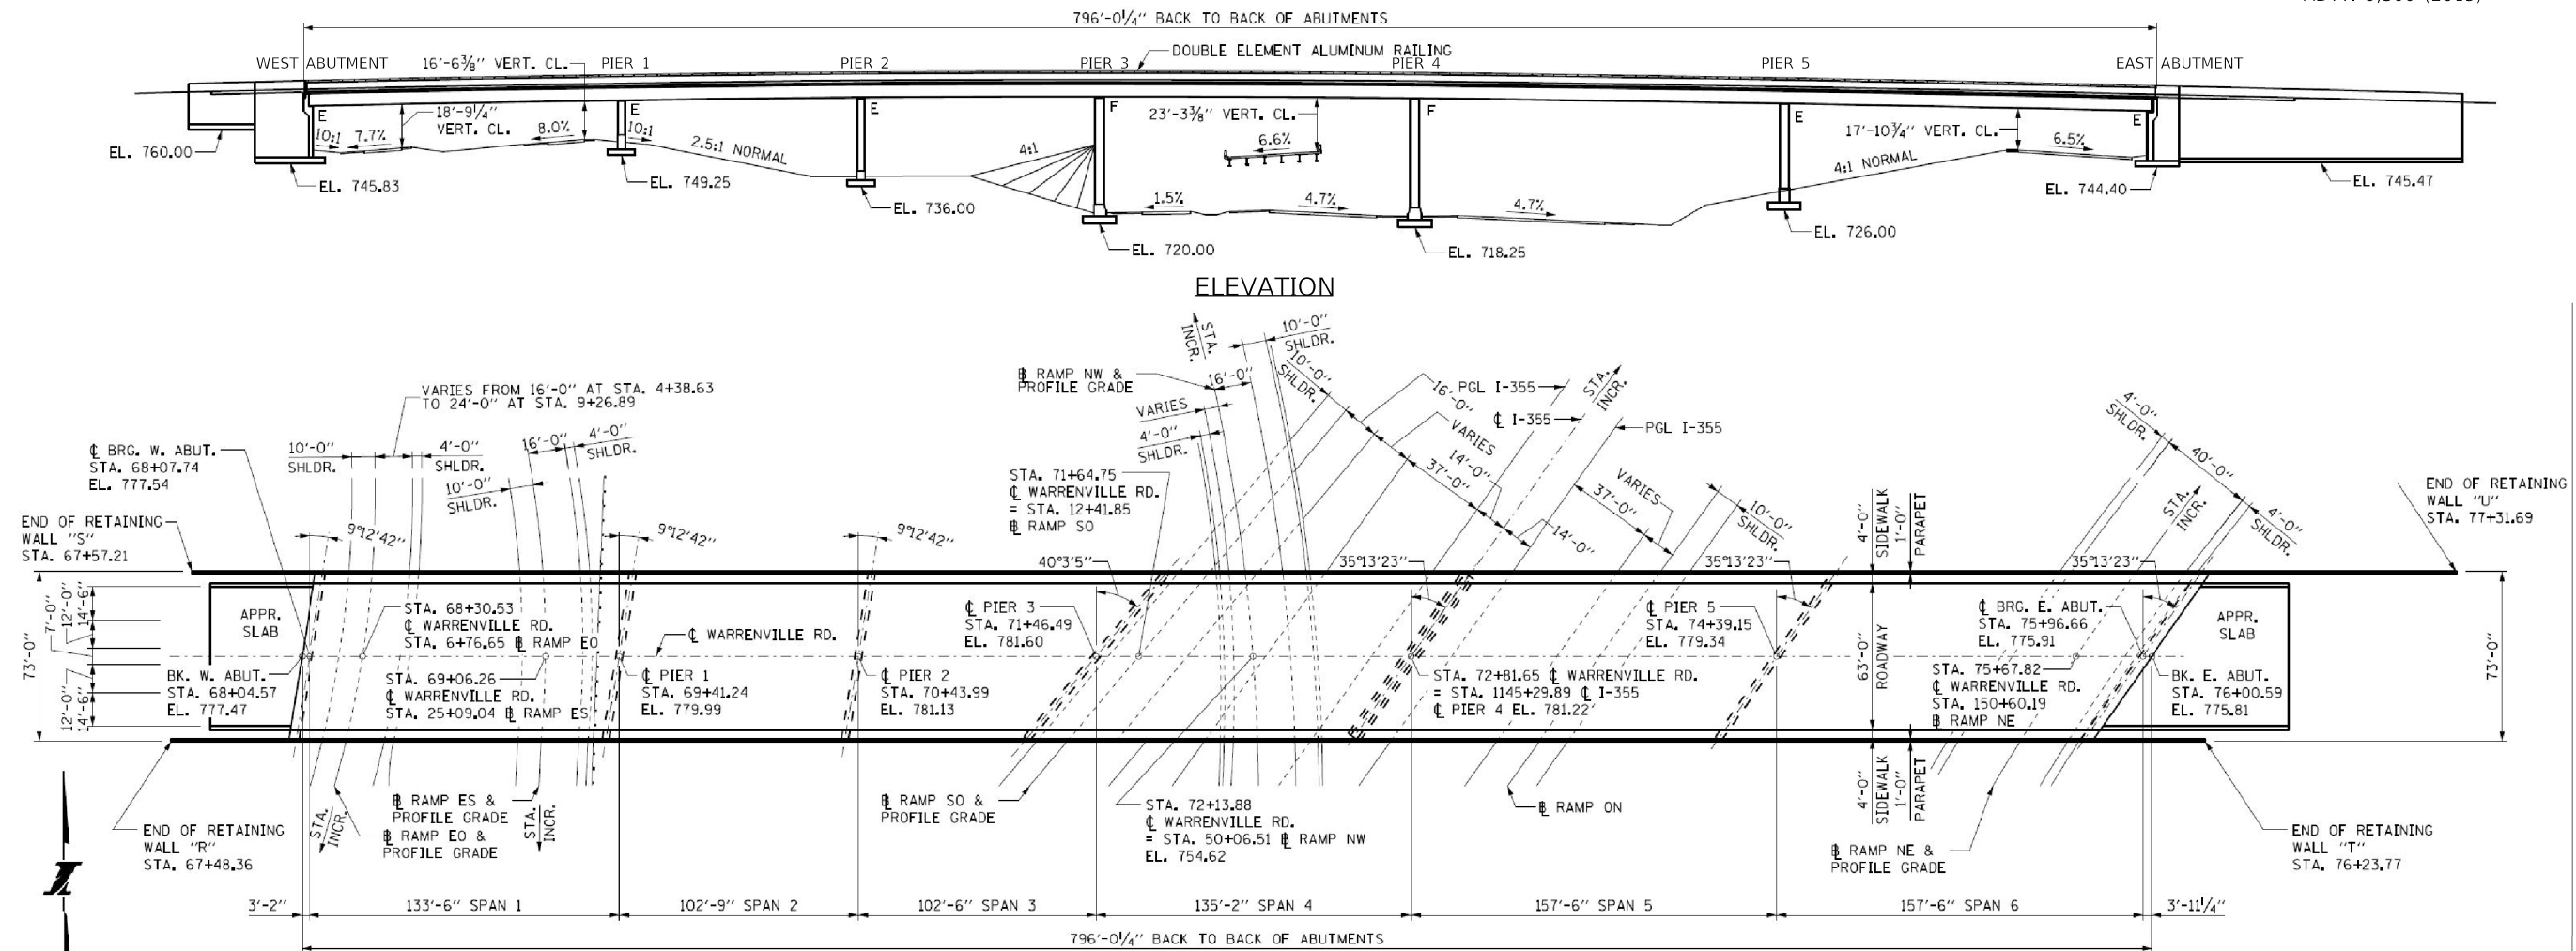 796'-0 1/4" BACK TO BACK OF ABUTMENTS
DOUBLE ELEMENT ALUMINUM RAILING
WEST ABUTMENT
16'-6 3/8" VERT. CL.
PIER 1
PIER 2
PIER 3
PIER 4
PIER 5
EAST ABUTMENT
E
E
E
F
F
E
E
18'-9 1/4"
VERT. CL.
23'-3 3/8" VERT. CL.
17'-10 3/4" VERT. CL.
10:1
7.7%
8.0%
10:1
2.5:1 NORMAL
4:1
6.6%
1.5%
4.7%
4.7%
4:1 NORMAL
6.5%
EL. 760.00
EL. 745.83
EL. 749.25
EL. 736.00
EL. 720.00
EL. 718.25
EL. 726.00
EL. 744.40
EL. 745.47
ELEVATION
STA.
INCR.
10'-0"
SHLDR.
10'-0"
SHLDR.
℄ RAMP NW &
PROFILE GRADE
16'-0"
VARIES
4'-0"
SHLDR.
16'-0"
PGL I-355
STA.
INCR.
℄ I-355
VARIES
PGL I-355
14'-0"
37'-0"
14'-0"
37'-0"
VARIES
10'-0"
SHLDR.
4'-0"
SHLDR.
40'-0"
STA.
INCR.
4'-0"
SHLDR.
VARIES FROM 16'-0" AT STA. 4+38.63
TO 24'-0" AT STA. 9+26.89
℄ BRG. W. ABUT.
STA. 68+07.74
EL. 777.54
10'-0"
SHLDR.
4'-0"
SHLDR.
16'-0"
4'-0"
SHLDR.
10'-0"
SHLDR.
STA. 71+64.75
℄ WARRENVILLE RD.
= STA. 12+41.85
℄ RAMP SO
END OF RETAINING
WALL "S"
STA. 67+57.21
END OF RETAINING
WALL "U"
STA. 77+31.69
9°12'42"
9°12'42"
9°12'42"
40°3'5"
35°13'23"
35°13'23"
35°13'23"
4'-0"
SIDEWALK
1'-0"
PARAPET
73'-0"
14'-6"
12'-0"
7'-0"
12'-0"
14'-6"
APPR.
SLAB
STA. 68+30.53
℄ WARRENVILLE RD.
STA. 6+76.65 ℄ RAMP EO
℄ WARRENVILLE RD.
℄ PIER 3
STA. 71+46.49
EL. 781.60
℄ PIER 5
STA. 74+39.15
EL. 779.34
63'-0"
ROADWAY
℄ BRG. E. ABUT.
STA. 75+96.66
EL. 775.91
APPR.
SLAB
73'-0"
BK. W. ABUT.
STA. 68+04.57
EL. 777.47
STA. 69+06.26
℄ WARRENVILLE RD.
STA. 25+09.04 ℄ RAMP ES
℄ PIER 1
STA. 69+41.24
EL. 779.99
℄ PIER 2
STA. 70+43.99
EL. 781.13
STA. 72+81.65 ℄ WARRENVILLE RD.
= STA. 1145+29.89 ℄ I-355
℄ PIER 4 EL. 781.22
STA. 75+67.82
℄ WARRENVILLE RD.
STA. 150+60.19
℄ RAMP NE
BK. E. ABUT.
STA. 76+00.59
EL. 775.81
4'-0"
SIDEWALK
1'-0"
PARAPET
END OF RETAINING
WALL "R"
STA. 67+48.36
STA.
INCR.
℄ RAMP ES &
PROFILE GRADE
℄ RAMP EO &
PROFILE GRADE
STA.
INCR.
℄ RAMP SO &
PROFILE GRADE
STA. 72+13.88
℄ WARRENVILLE RD.
= STA. 50+06.51 ℄ RAMP NW
EL. 754.62
℄ RAMP ON
℄ RAMP NE &
PROFILE GRADE
END OF RETAINING
WALL "T"
STA. 76+23.77
3'-2"
133'-6" SPAN 1
102'-9" SPAN 2
102'-6" SPAN 3
135'-2" SPAN 4
157'-6" SPAN 5
157'-6" SPAN 6
3'-11 1/4"
796'-0 1/4" BACK TO BACK OF ABUTMENTS